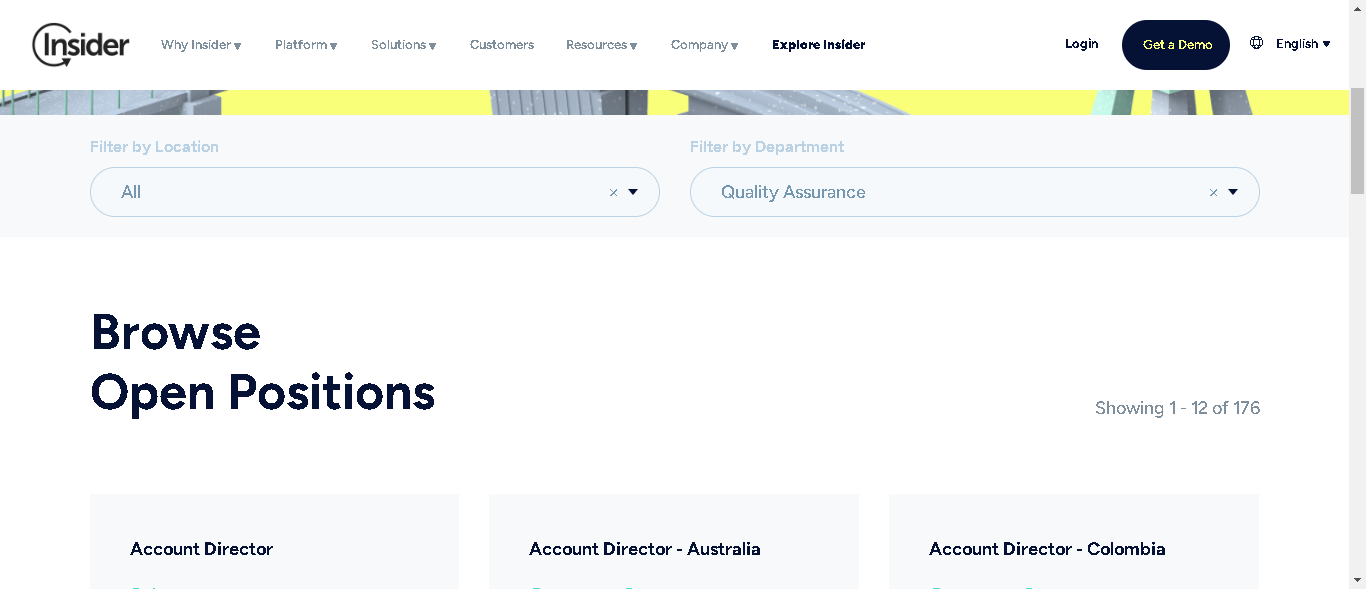 Insider Why Insider ▾ Platform ▾ Solutions ▾ Customers Resources ▾ Company ▾ Explore Insider Login Get a Demo English ▾
Filter by Location Filter by Department
All × Quality Assurance ×
Browse
Open Positions
Showing 1 - 12 of 176
Account Director Account Director - Australia Account Director - Colombia